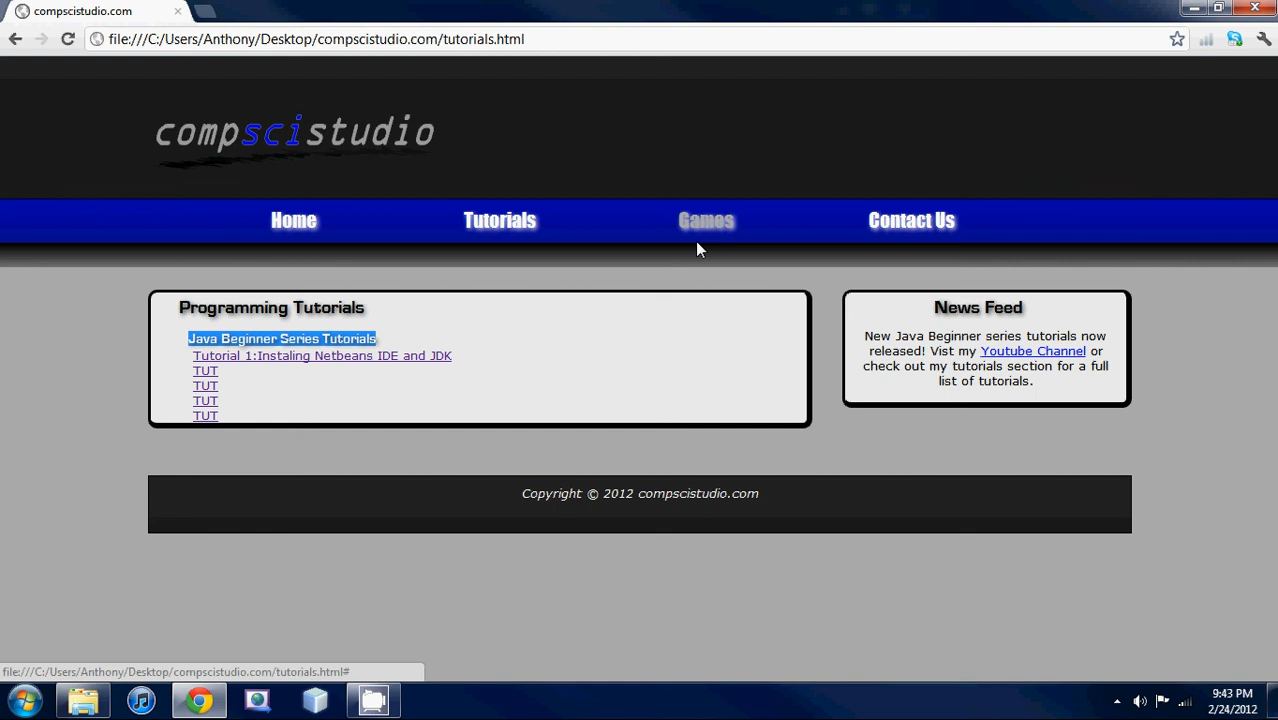 compscistudio.com
file:///C:/Users/Anthony/Desktop/compscistudio.com/tutorials.html
compscistudio
Home Tutorials Games Contact Us
Programming Tutorials
Java Beginner Series Tutorials
Tutorial 1:Instaling Netbeans IDE and JDK
TUT
TUT
TUT
TUT
News Feed
New Java Beginner series tutorials now
released! Vist my Youtube Channel or
check out my tutorials section for a full
list of tutorials.
Copyright © 2012 compscistudio.com
file:///C:/Users/Anthony/Desktop/compscistudio.com/tutorials.html#
9:43 PM
2/24/2012